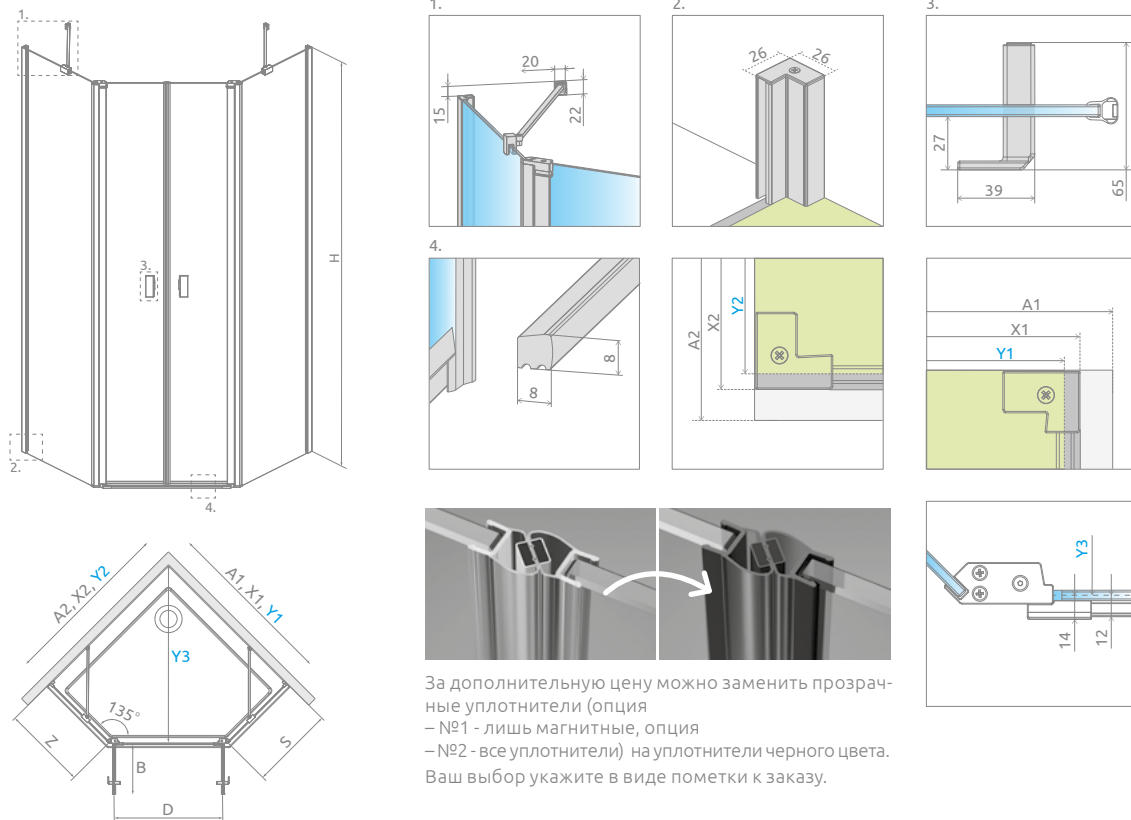 1.
H
3.
2.
4.
A2, X2, Y2
A1, X1, Y1
Y3
135°
Z
S
B
D
1.
20
15
22
2.
26
26
3.
27
39
65
4.
8
8
A2
X2
Y2
A1
X1
Y1
Y3
14
12
За дополнительную цену можно заменить прозрач-
ные уплотнители (опция
– №1 - лишь магнитные, опция
– №2 - все уплотнители) на уплотнители черного цвета.
Ваш выбор укажите в виде пометки к заказу.